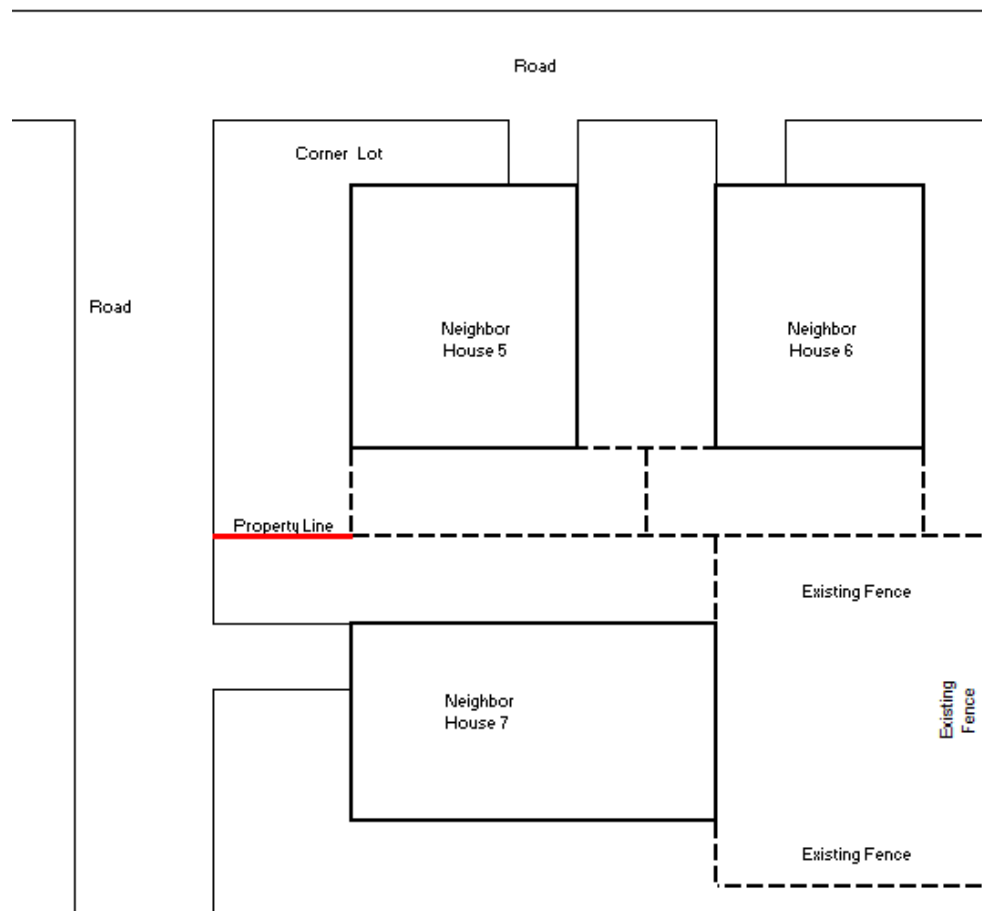 Road
Corner Lot
Road
Neighbor
House 5
Neighbor
House 6
Property Line
Existing Fence
Neighbor
House 7
Existing
Fence
Existing Fence